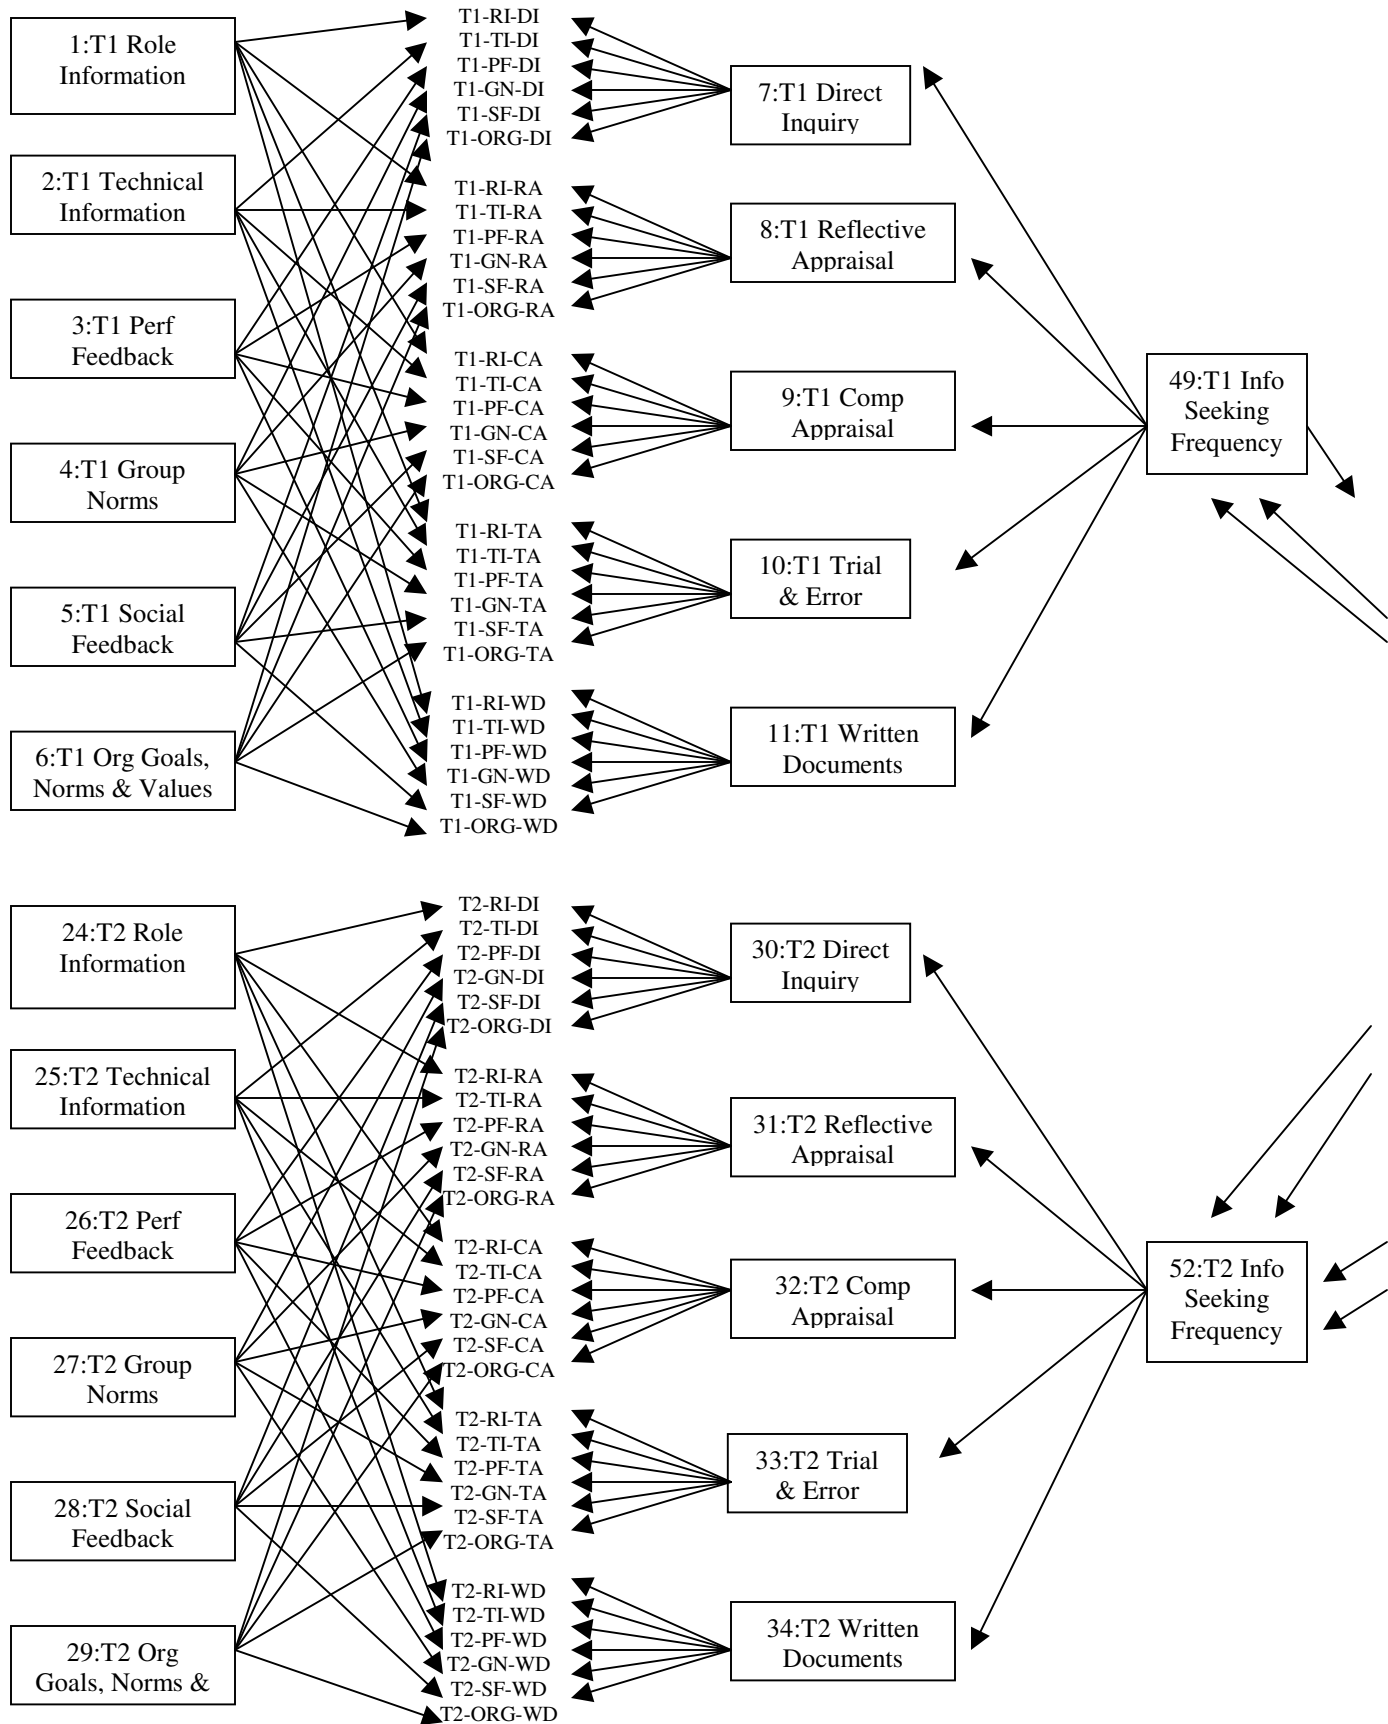 1:T1 Role
Information
2:T1 Technical
Information
3:T1 Perf
Feedback
4:T1 Group
Norms
5:T1 Social
Feedback
6:T1 Org Goals,
Norms & Values
T1-RI-DI
T1-TI-DI
T1-PF-DI
T1-GN-DI
T1-SF-DI
T1-ORG-DI
T1-RI-RA
T1-TI-RA
T1-PF-RA
T1-GN-RA
T1-SF-RA
T1-ORG-RA
T1-RI-CA
T1-TI-CA
T1-PF-CA
T1-GN-CA
T1-SF-CA
T1-ORG-CA
T1-RI-TA
T1-TI-TA
T1-PF-TA
T1-GN-TA
T1-SF-TA
T1-ORG-TA
T1-RI-WD
T1-TI-WD
T1-PF-WD
T1-GN-WD
T1-SF-WD
T1-ORG-WD
7:T1 Direct
Inquiry
8:T1 Reflective
Appraisal
9:T1 Comp
Appraisal
10:T1 Trial
& Error
11:T1 Written
Documents
49:T1 Info
Seeking
Frequency
24:T2 Role
Information
25:T2 Technical
Information
26:T2 Perf
Feedback
27:T2 Group
Norms
28:T2 Social
Feedback
29:T2 Org
Goals, Norms &
T2-RI-DI
T2-TI-DI
T2-PF-DI
T2-GN-DI
T2-SF-DI
T2-ORG-DI
T2-RI-RA
T2-TI-RA
T2-PF-RA
T2-GN-RA
T2-SF-RA
T2-ORG-RA
T2-RI-CA
T2-TI-CA
T2-PF-CA
T2-GN-CA
T2-SF-CA
T2-ORG-CA
T2-RI-TA
T2-TI-TA
T2-PF-TA
T2-GN-TA
T2-SF-TA
T2-ORG-TA
T2-RI-WD
T2-TI-WD
T2-PF-WD
T2-GN-WD
T2-SF-WD
T2-ORG-WD
30:T2 Direct
Inquiry
31:T2 Reflective
Appraisal
32:T2 Comp
Appraisal
33:T2 Trial
& Error
34:T2 Written
Documents
52:T2 Info
Seeking
Frequency